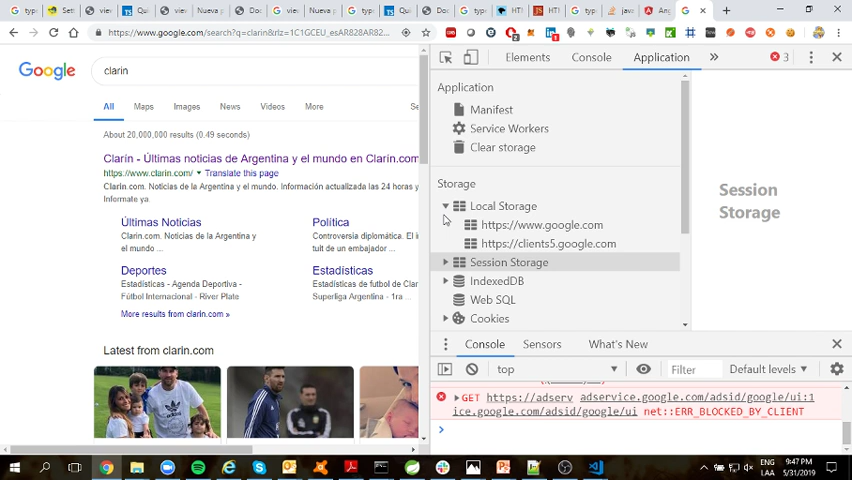 https://www.google.com/search?q=clarin&rlz=1C1GCEU_esAR828AR82...
Google
clarin
All Maps Images News Videos More
About 20,000,000 results (0.49 seconds)
Clarín - Últimas noticias de Argentina y el mundo en Clarín.com
https://www.clarin.com/ ▾ Translate this page
Clarin.com. Noticias de la Argentina y el mundo. Información actualizada las 24 horas y
Informate ya
Últimas Noticias
Clarin.com. Noticias de la Argentina y el mundo ...
Política
Controversia diplomática. El in
tuit de un embajador ...
Deportes
Estadísticas - Agenda Deportiva -
Fútbol Internacional - River Plate
Estadísticas
Estadísticas de futbol de Prime
Superliga Argentina - 1ra ...
More results from clarin.com »
Latest from clarin.com
Elements Console Application » 3
Application
Manifest
Service Workers
Clear storage
Storage
Local Storage
https://www.google.com
https://clients5.google.com
Session Storage
IndexedDB
Web SQL
Cookies
Session
Storage
Console Sensors What's New
top Filter Default levels ▾
GET https://adserv adservice.google.com/adsid/google/ui:1
ice.google.com/adsid/google/ui net::ERR_BLOCKED_BY_CLIENT
ENG 9:47 PM
LAA 5/31/2019